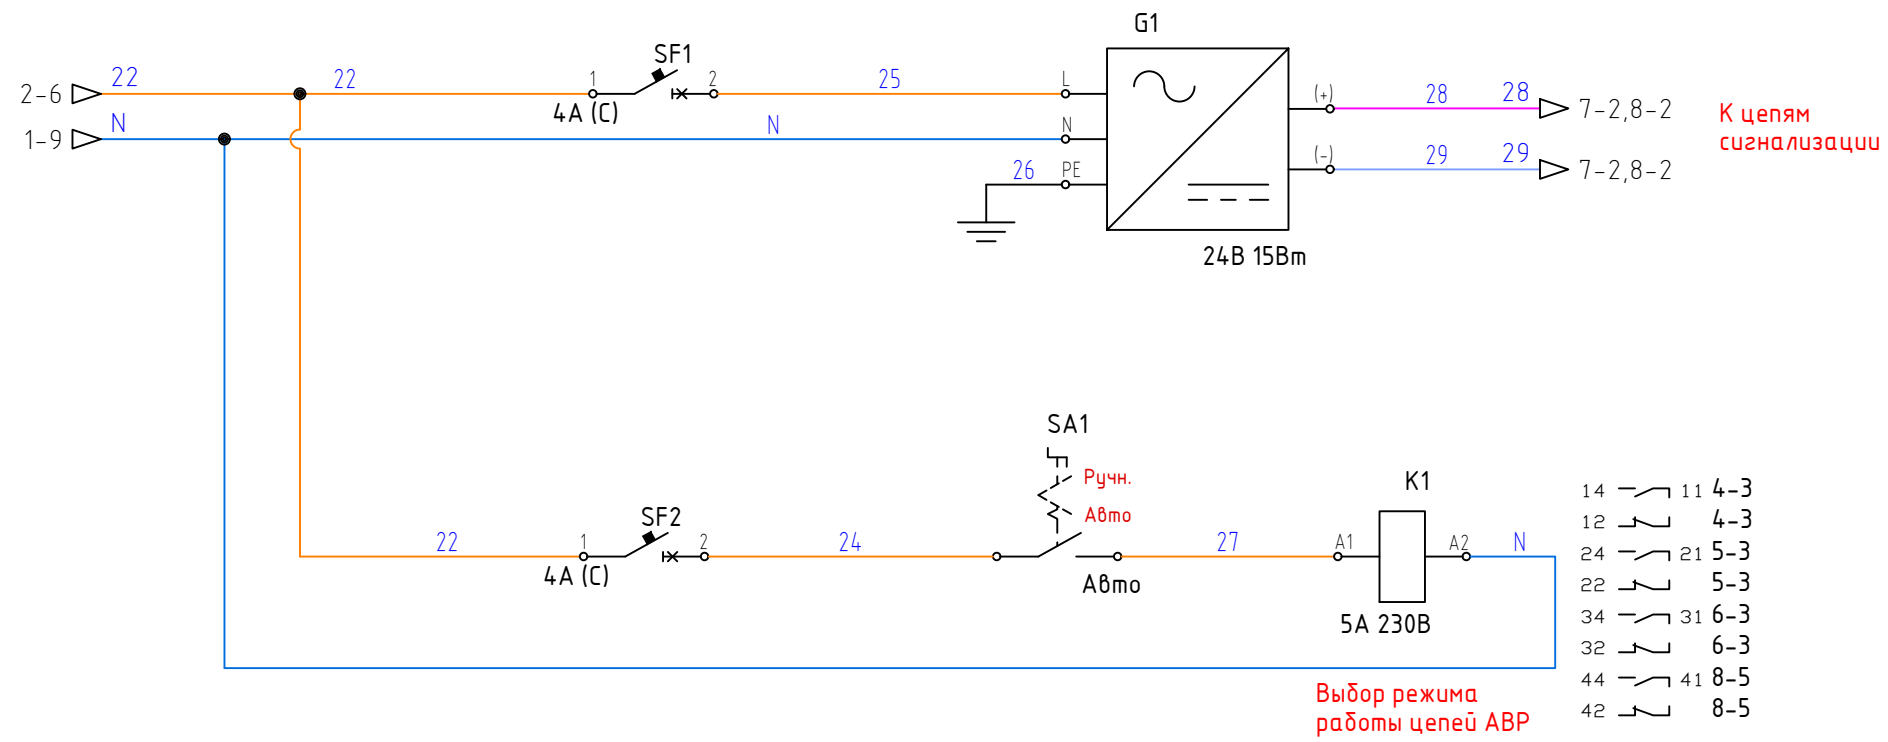 G1
SF1
2-6
22
22
1
2
25
L
4А (С)
1-9
N
N
N
26
PE
(+)
28
28
7-2,8-2
(-)
29
29
7-2,8-2
К цепям
сигнализации
24В 15Вт
SA1
Ручн.
Авто
SF2
22
1
2
24
4А (С)
Авто
27
K1
A1
A2
N
5А 230В
14 11 4-3
12 4-3
24 21 5-3
22 5-3
34 31 6-3
32 6-3
44 41 8-5
42 8-5
Выбор режима
работы цепей АВР